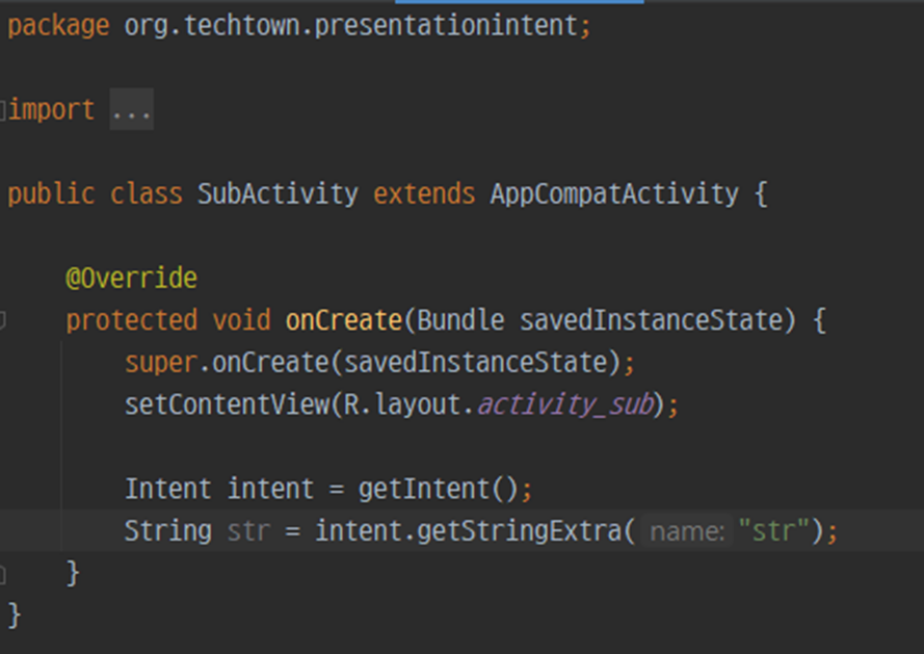 package org.techtown.presentationintent;
import ...
public class SubActivity extends AppCompatActivity {
@Override
protected void onCreate(Bundle savedInstanceState) {
super.onCreate(savedInstanceState);
setContentView(R.layout.activity_sub);
Intent intent = getIntent();
String str = intent.getStringExtra( name: "str");
}
}